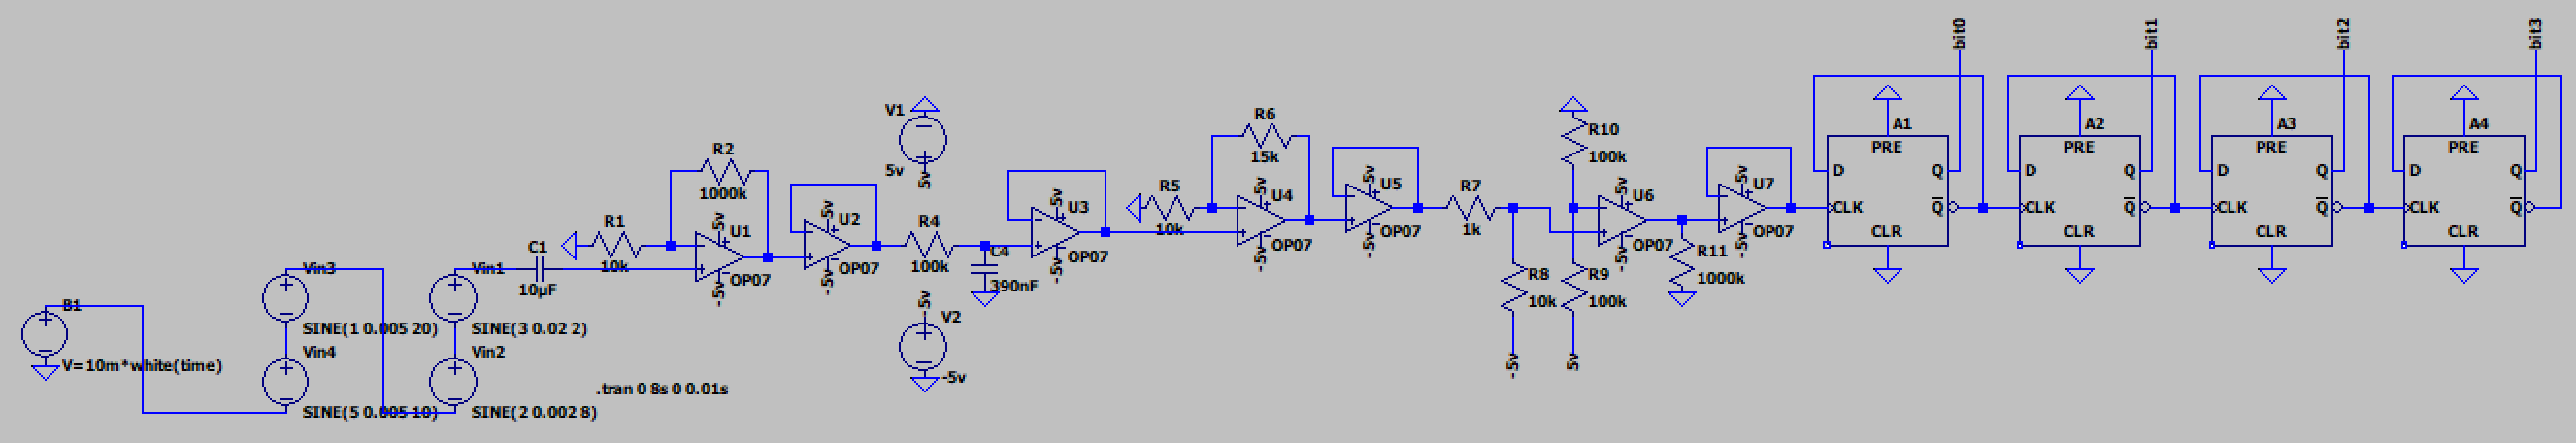 B1
V=10m*white(time)
Vin3
SINE(1 0.005 20)
Vin4
SINE(5 0.005 10)
Vin1
SINE(3 0.02 2)
Vin2
SINE(2 0.002 8)
.tran 0 8s 0 0.01s
C1
10µF
R1
10k
R2
1000k
5v
U1
OP07
-5v
5v
U2
OP07
-5v
V1
5v
5v
R4
100k
-5v
V2
-5v
C4
390nF
5v
U3
OP07
-5v
R5
10k
R6
15k
5v
U4
OP07
-5v
5v
U5
OP07
-5v
R7
1k
R8
10k
-5v
R10
100k
R9
100k
5v
5v
U6
OP07
-5v
R11
1000k
5v
U7
OP07
-5v
bit0
A1
PRE
D
Q
CLK
Q
CLR
bit1
A2
PRE
D
Q
CLK
Q
CLR
bit2
A3
PRE
D
Q
CLK
Q
CLR
bit3
A4
PRE
D
Q
CLK
Q
CLR